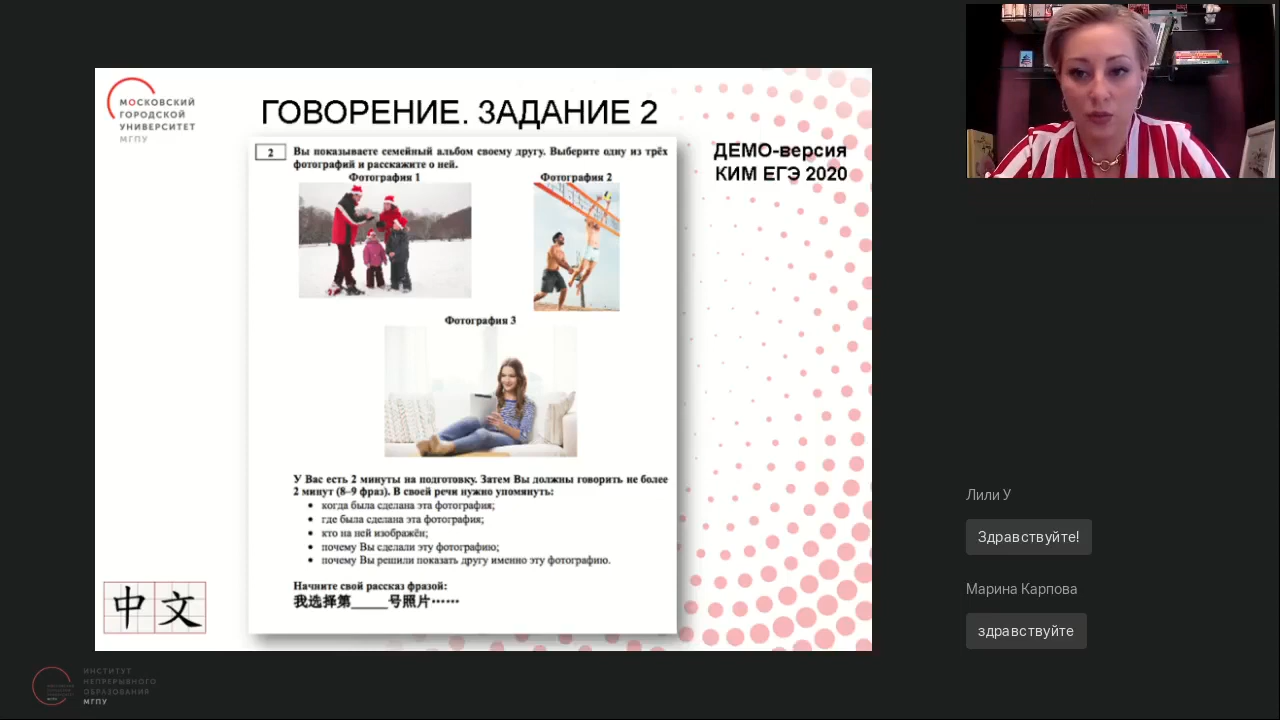 МОСКОВСКИЙ
ГОРОДСКОЙ
УНИВЕРСИТЕТ
МГПУ
ГОВОРЕНИЕ. ЗАДАНИЕ 2
ДЕМО-версия
КИМ ЕГЭ 2020
2 Вы показываете семейный альбом своему другу. Выберите одну из трёх
фотографий и расскажите о ней.
Фотография 1 Фотография 2
Фотография 3
У Вас есть 2 минуты на подготовку. Затем Вы должны говорить не более
2 минут (8–9 фраз). В своей речи нужно упомянуть:
• когда была сделана эта фотография;
• где была сделана эта фотография;
• кто на ней изображён;
• почему Вы сделали эту фотографию;
• почему Вы решили показать другу именно эту фотографию.
Начните свой рассказ фразой:
我选择第_____号照片……
中文
ИНСТИТУТ
НЕПРЕРЫВНОГО
ОБРАЗОВАНИЯ
МГПУ
Лили У
Здравствуйте!
Марина Карпова
здравствуйте